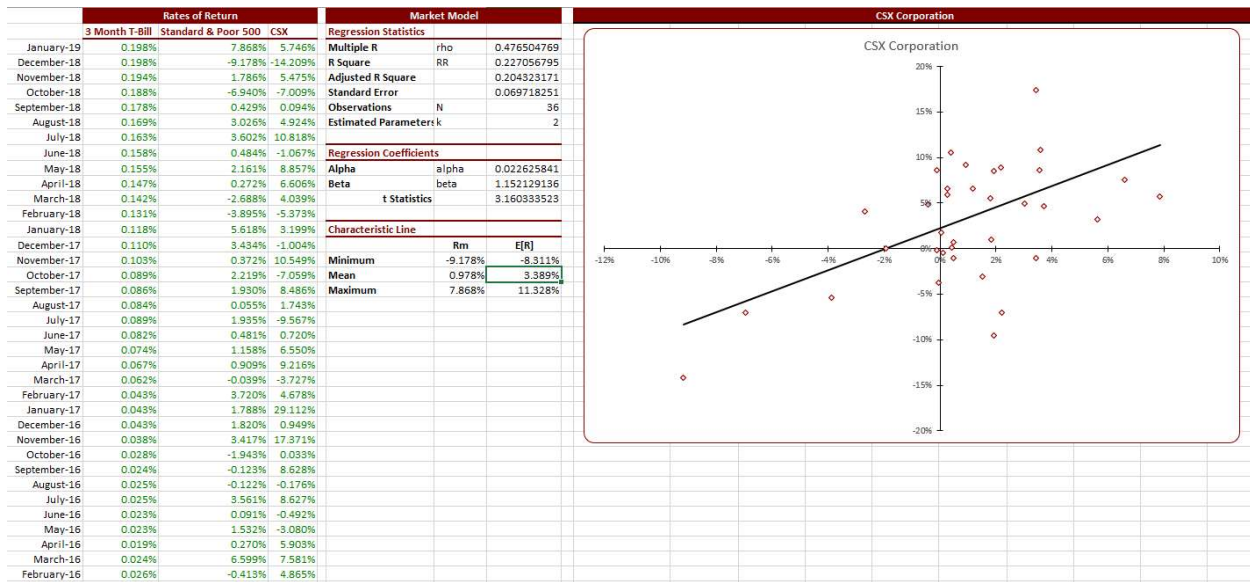 Rates of Return Market Model CSX Corporation
3 Month T-Bill Standard & Poor 500 CSX Regression Statistics
January-19 0.198% 7.868% 5.746% Multiple R rho 0.476504769
December-18 0.198% -9.178% -14.209% R Square RR 0.227056795
November-18 0.194% 1.786% 5.475% Adjusted R Square 0.204323171
October-18 0.188% -6.940% -7.009% Standard Error 0.069718251
September-18 0.178% 0.429% 0.094% Observations N 36
August-18 0.169% 3.026% 4.924% Estimated Parameters k 2
July-18 0.163% 3.602% 10.818%
June-18 0.158% 0.484% -1.067% Regression Coefficients
May-18 0.155% 2.161% 8.857% Alpha alpha 0.022625841
April-18 0.147% 0.272% 6.606% Beta beta 1.152129136
March-18 0.142% -2.688% 4.039% t Statistics 3.160333523
February-18 0.131% -3.895% -5.373%
January-18 0.118% 5.618% 3.199% Characteristic Line
December-17 0.110% 3.434% -1.004% Rm E[R]
November-17 0.103% 0.372% 10.549% Minimum -9.178% -8.311%
October-17 0.089% 2.219% -7.059% Mean 0.978% 3.389%
September-17 0.086% 1.930% 8.486% Maximum 7.868% 11.328%
August-17 0.084% 0.055% 1.743%
July-17 0.089% 1.935% -9.567%
June-17 0.082% 0.481% 0.720%
May-17 0.074% 1.158% 6.550%
April-17 0.067% 0.909% 9.216%
March-17 0.062% -0.039% -3.727%
February-17 0.043% 3.720% 4.678%
January-17 0.043% 1.788% 29.112%
December-16 0.043% 1.820% 0.949%
November-16 0.038% 3.417% 17.371%
October-16 0.028% -1.943% 0.033%
September-16 0.024% -0.123% 8.628%
August-16 0.025% -0.122% -0.176%
July-16 0.025% 3.561% 8.627%
June-16 0.023% 0.091% -0.492%
May-16 0.023% 1.532% -3.080%
April-16 0.019% 0.270% 5.903%
March-16 0.024% 6.599% 7.581%
February-16 0.026% -0.413% 4.865%
CSX Corporation
20%
15%
10%
5%
0%
-12% -10% -8% -6% -4% -2% 0% 2% 4% 6% 8% 10%
-5%
-10%
-15%
-20%